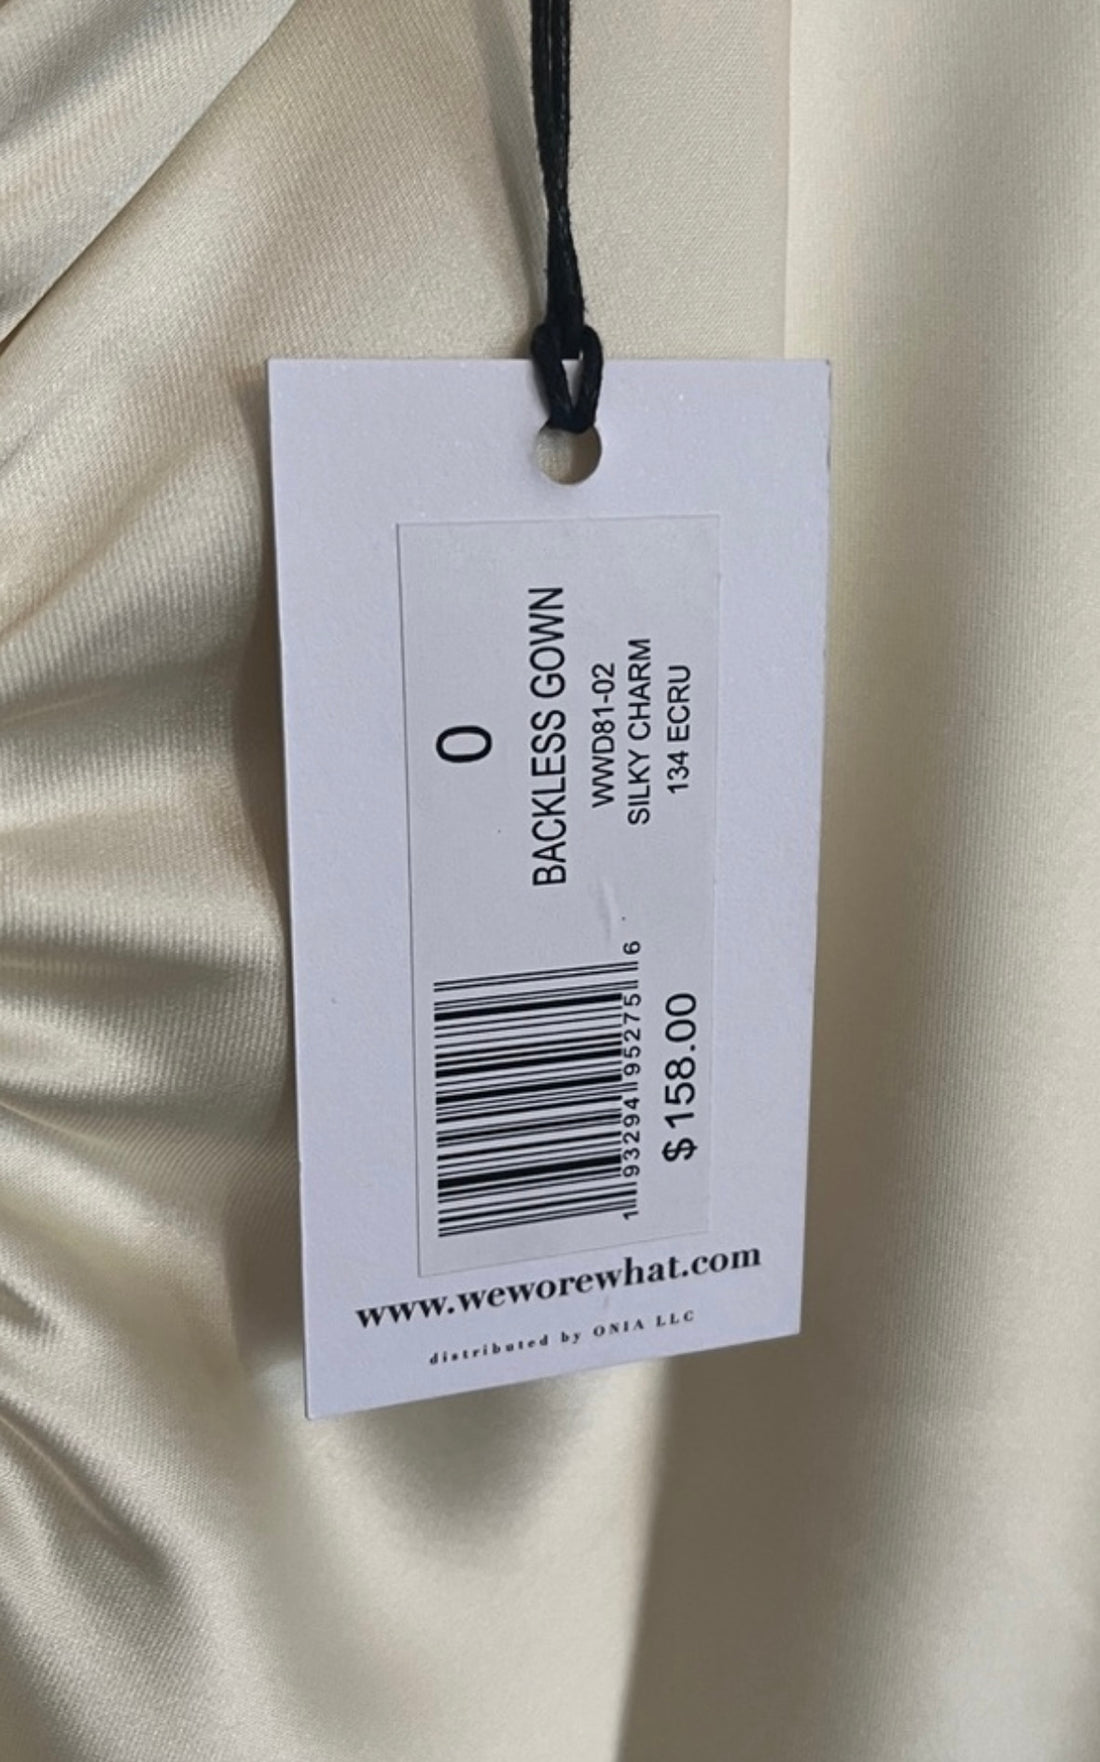 0
BACKLESS GOWN
WWD81-02
SILKY CHARM
134 ECRU
1 93294 95275 6
$158.00
www.weworewhat.com
distributed by ONIA LLC